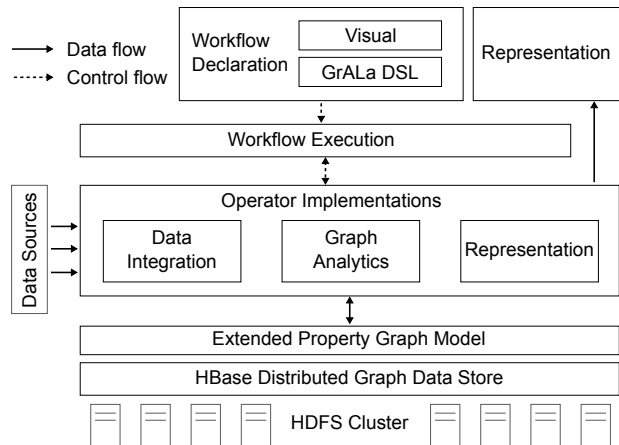 Data flow
Control flow
Workflow
Declaration
Visual
GrALa DSL
Representation
Workflow Execution
Data Sources
Operator Implementations
Data
Integration
Graph
Analytics
Representation
Extended Property Graph Model
HBase Distributed Graph Data Store
HDFS Cluster